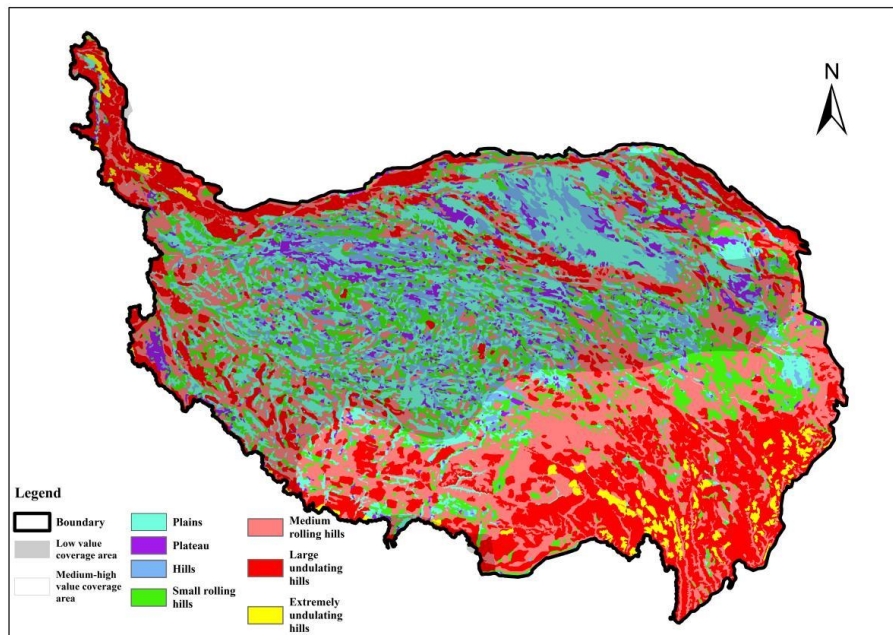 N
Legend
Boundary
Low value
coverage area
Medium-high
value coverage
area
Plains
Plateau
Hills
Small rolling
hills
Medium
rolling hills
Large
undulating
hills
Extremely
undulating
hills